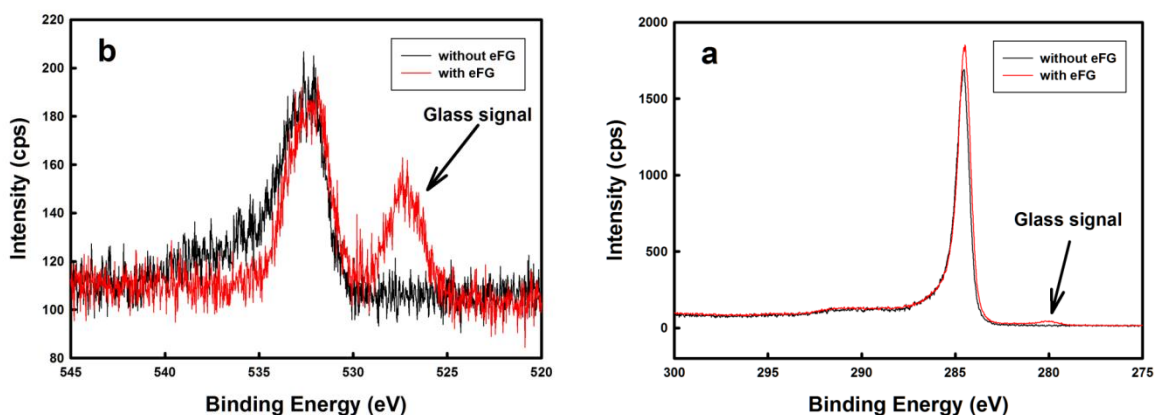 b
without eFG
with eFG
Glass signal
Intensity (cps)
220
200
180
160
140
120
100
80
545
540
535
530
525
520
Binding Energy (eV)
a
without eFG
with eFG
Glass signal
Intensity (cps)
2000
1500
1000
500
0
300
295
290
285
280
275
Binding Energy (eV)